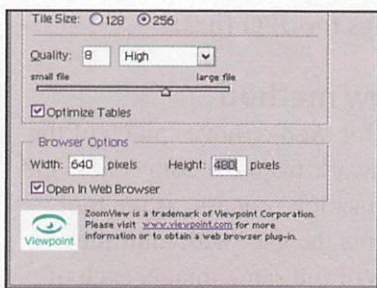 Tile Size: 128 256
Quality: 8 High
small file large file
Optimize Tables
Browser Options
Width: 640 pixels Height: 480 pixels
Open In Web Browser
Viewpoint
ZoomView is a trademark of Viewpoint Corporation.
Please visit www.viewpoint.com for more
information or to obtain a web browser plug-in.